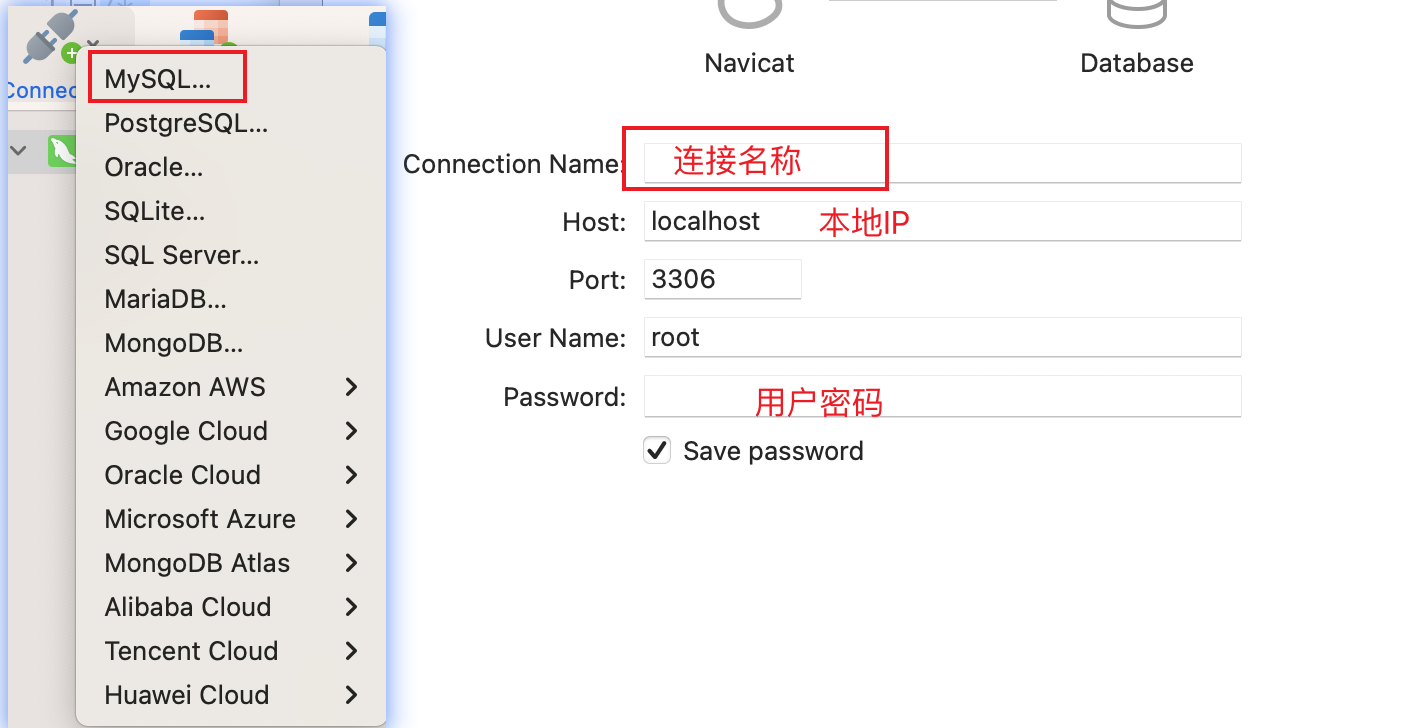 Connec
MySQL...
PostgreSQL...
Oracle...
SQLite...
SQL Server...
MariaDB...
MongoDB...
Amazon AWS
Google Cloud
Oracle Cloud
Microsoft Azure
MongoDB Atlas
Alibaba Cloud
Tencent Cloud
Huawei Cloud
Navicat
Database
Connection Name: 连接名称
Host: localhost 本地IP
Port: 3306
User Name: root
Password: 用户密码
Save password